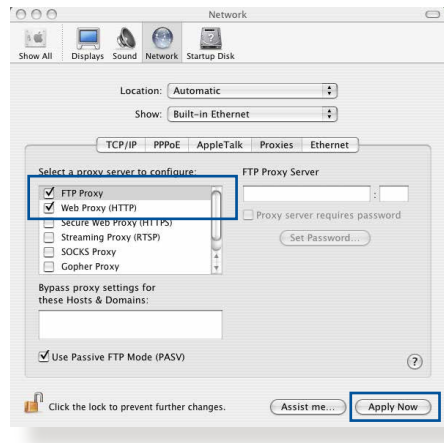 Network
Show All Displays Sound Network Startup Disk
Location: Automatic
Show: Built-in Ethernet
TCP/IP PPPoE AppleTalk Proxies Ethernet
Select a proxy server to configure: FTP Proxy Server
FTP Proxy
Web Proxy (HTTP)
:
Secure Web Proxy (HTTPS)
Proxy server requires password
Streaming Proxy (RTSP)
Set Password...
SOCKS Proxy
Gopher Proxy
Bypass proxy settings for
these Hosts & Domains:
Use Passive FTP Mode (PASV)
?
Click the lock to prevent further changes. Assist me... Apply Now